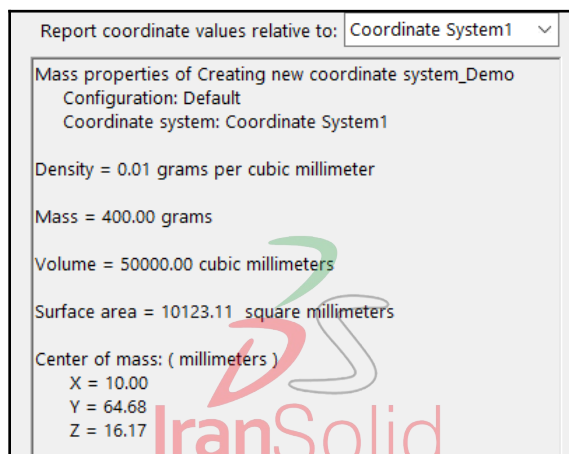 Report coordinate values relative to: Coordinate System1
Mass properties of Creating new coordinate system_Demo
Configuration: Default
Coordinate system: Coordinate System1
Density = 0.01 grams per cubic millimeter
Mass = 400.00 grams
Volume = 50000.00 cubic millimeters
Surface area = 10123.11 square millimeters
Center of mass: ( millimeters )
X = 10.00
Y = 64.68
Z = 16.17
IranSolid